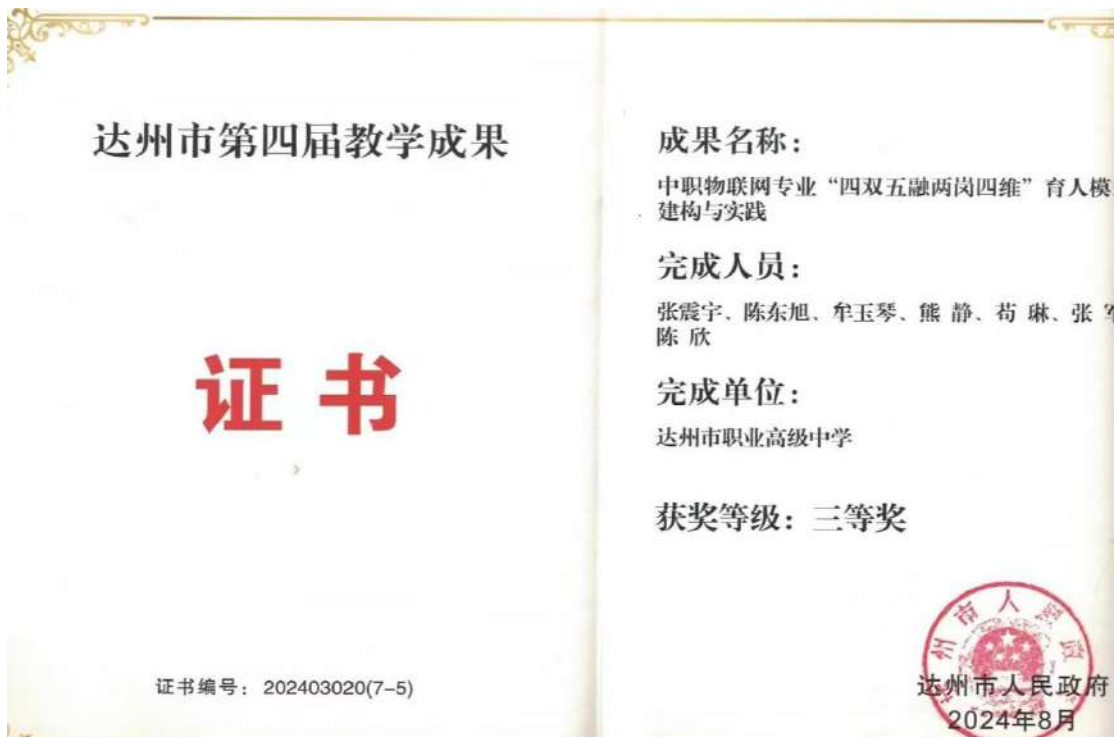 达州市第四届教学成果
证书
证书编号：202403020(7-5)
成果名称：
中职物联网专业“四双五融两岗四维”育人模
建构与实践
完成人员：
张震宇、陈东旭、牟玉琴、熊 静、苟 琳、张
陈 欣
完成单位：
达州市职业高级中学
获奖等级：三等奖
达州市人民政府
2024年8月